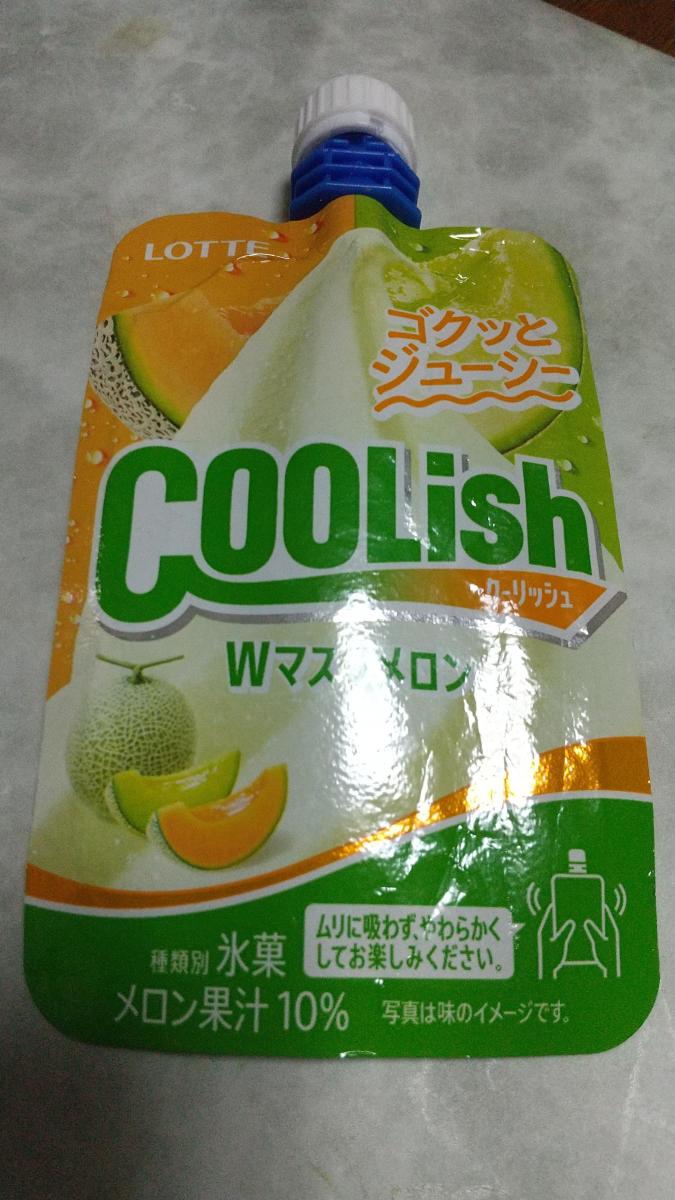 LOTTE
ゴクッと
ジューシー
COOLish
クーリッシュ
Wマスクメロン
ムリに吸わず、やわらかく
してお楽しみください。
種類別 氷菓
メロン果汁10%
写真は味のイメージです。